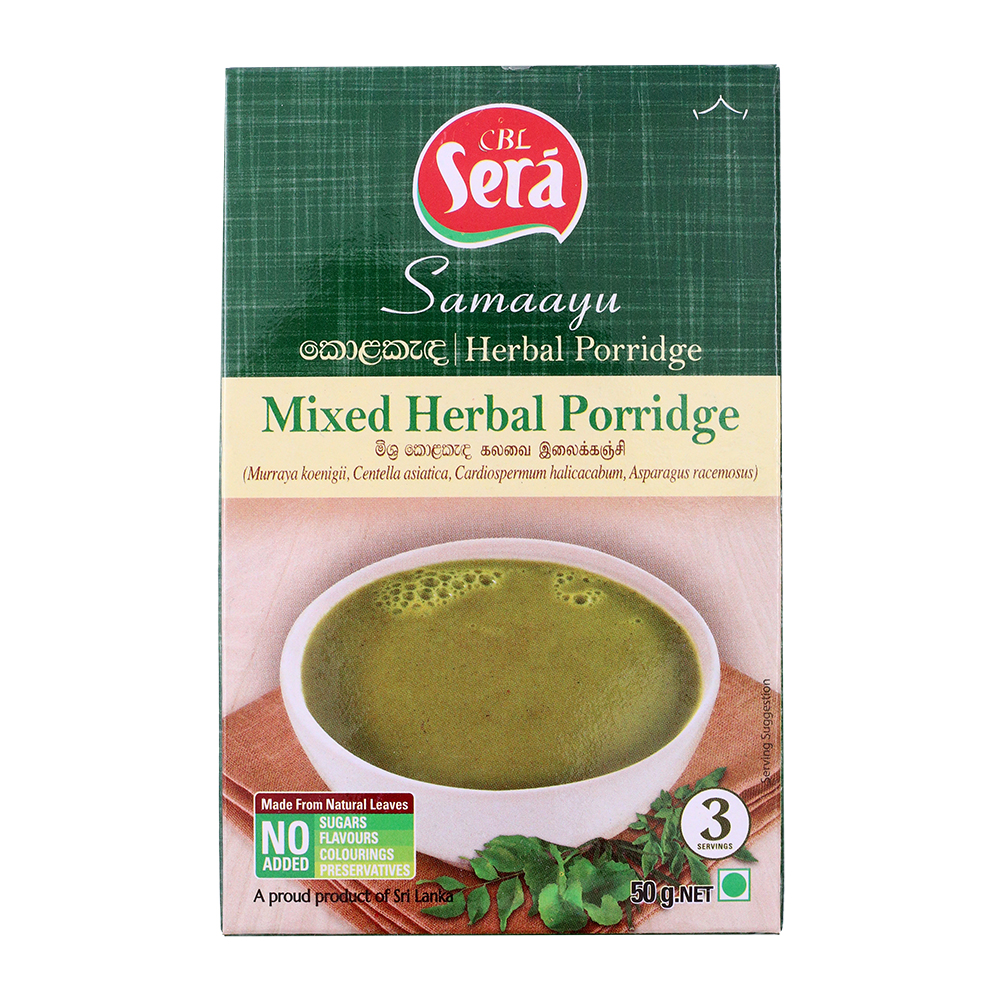 CBL
Será
Samaayu
කොළකැඳ | Herbal Porridge
Mixed Herbal Porridge
මිශ්‍ර කොළකැඳ கலவை இலைக்கஞ்சி
(Murraya koenigii, Centella asiatica, Cardiospermum halicacabum, Asparagus racemosus)
Serving Suggestion
Made From Natural Leaves
NO ADDED
SUGARS
FLAVOURS
COLOURINGS
PRESERVATIVES
3
SERVINGS
A proud product of Sri Lanka
50 g.NET